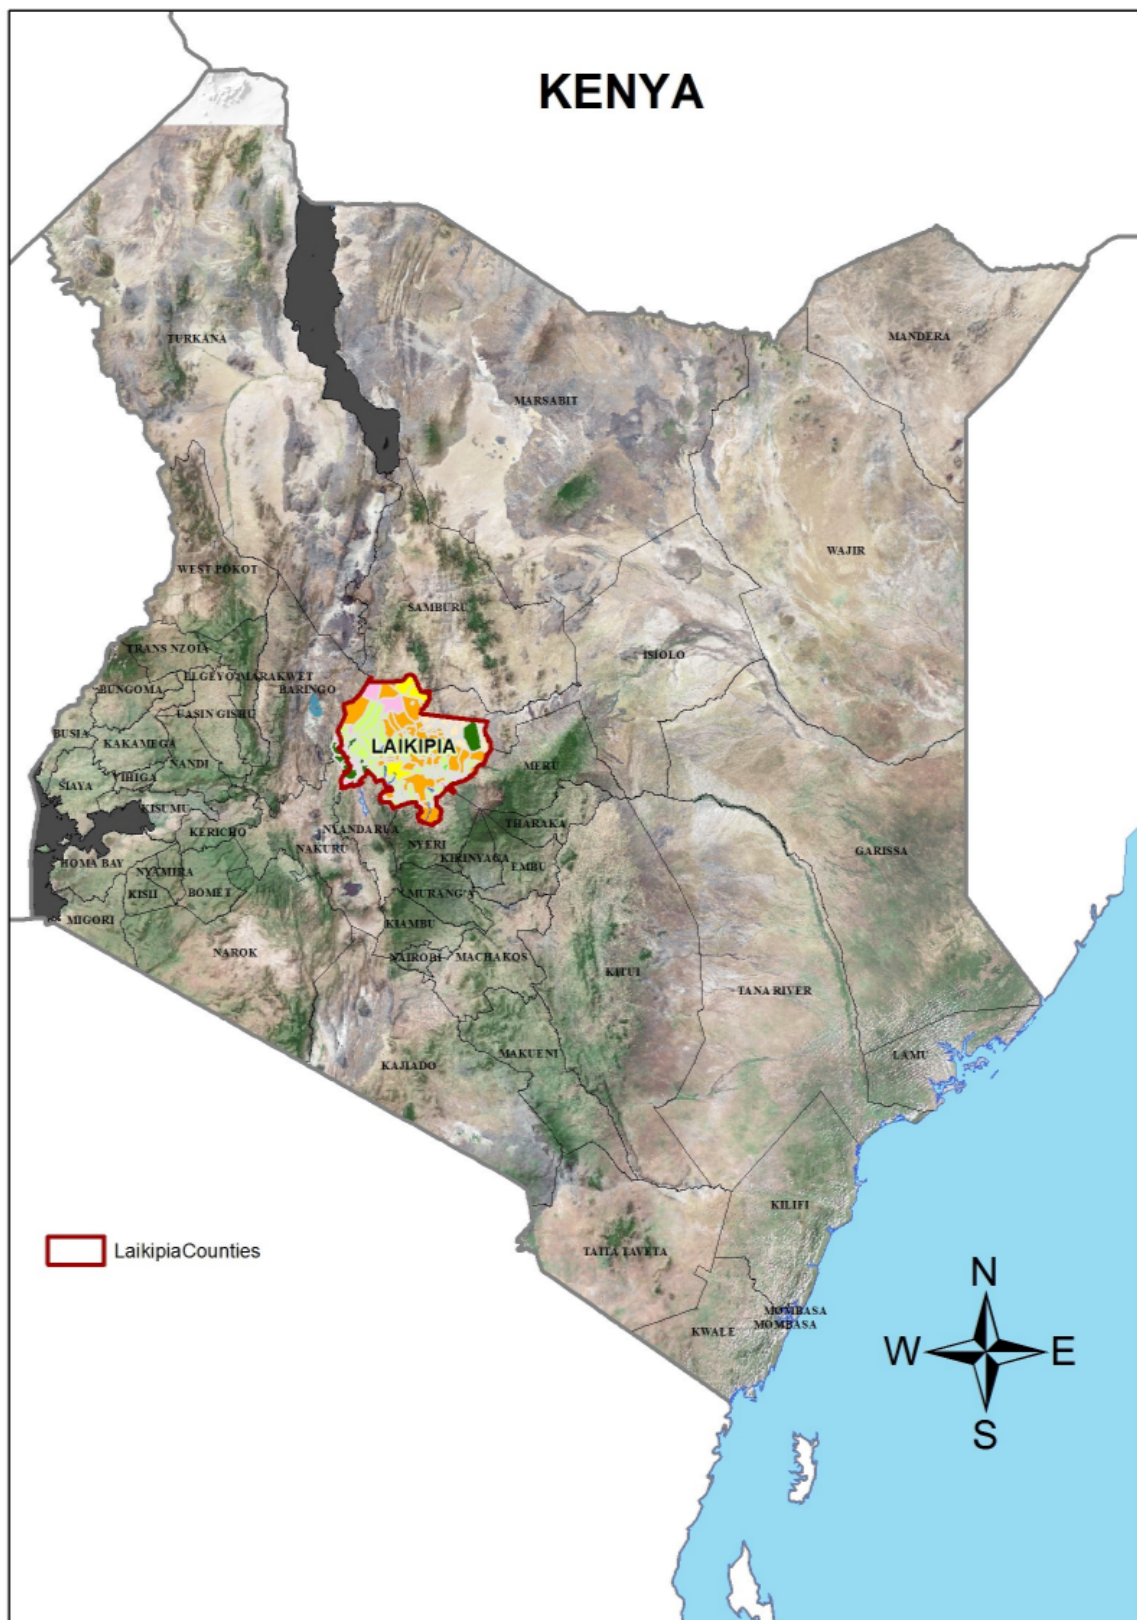 KENYA
TURKANA
MANDERA
MARSABIT
WAJIR
WEST POKOT
SAMBURU
ISIOLO
TRANS NZOIA
ELGEYO MARAKWET
BUNGOMA
BARINGO
UASIN GISHU
BUSIA
KAKAMEGA
LAIKIPIA
NANDI
MERU
VIHIGA
SIAYA
KISUMU
KERICHO
NYANDARUA
THARAKA
NYERI
NAKURU
GARISSA
KIRINYAGA
HOMA BAY
EMBU
NYAMIRA
KISII
BOMET
MURANG'A
MIGORI
KIAMBU
NAROK
NAIROBI
MACHAKOS
KITUI
TANA RIVER
MAKUENI
LAMU
KAJIADO
KILIFI
TAITA TAVETA
LaikipiaCounties
MOMBASA
MOMBASA
KWALE
N
W
E
S